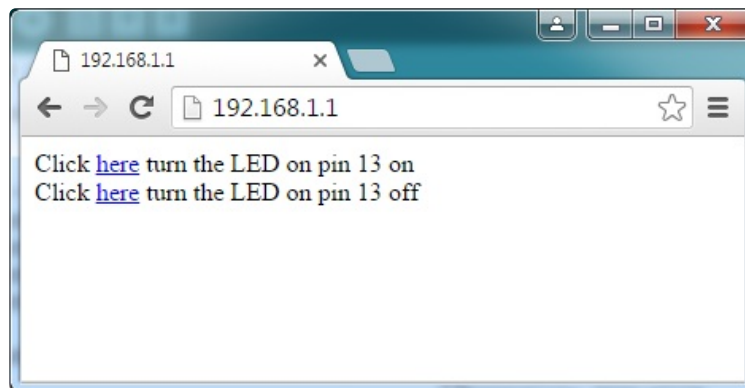 192.168.1.1
192.168.1.1
Click here turn the LED on pin 13 on
Click here turn the LED on pin 13 off